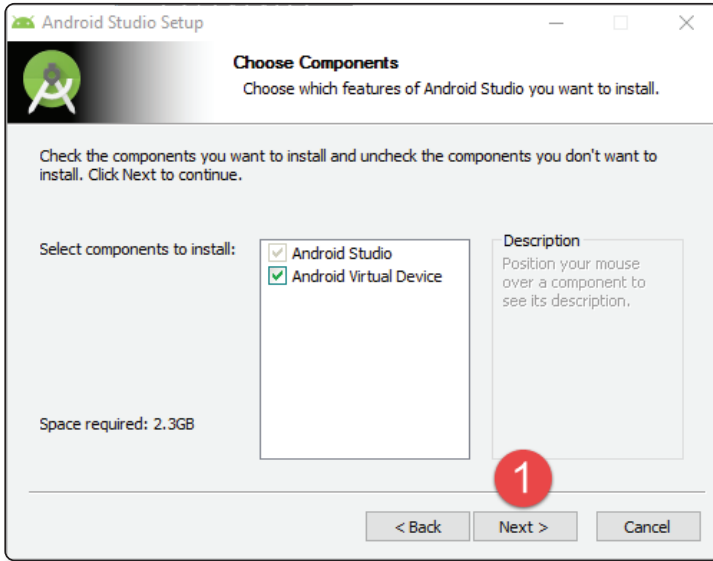 Android Studio Setup
Choose Components
Choose which features of Android Studio you want to install.
Check the components you want to install and uncheck the components you don't want to
install. Click Next to continue.
Select components to install:
Android Studio
Android Virtual Device
Description
Position your mouse
over a component to
see its description.
Space required: 2.3GB
1
< Back
Next >
Cancel